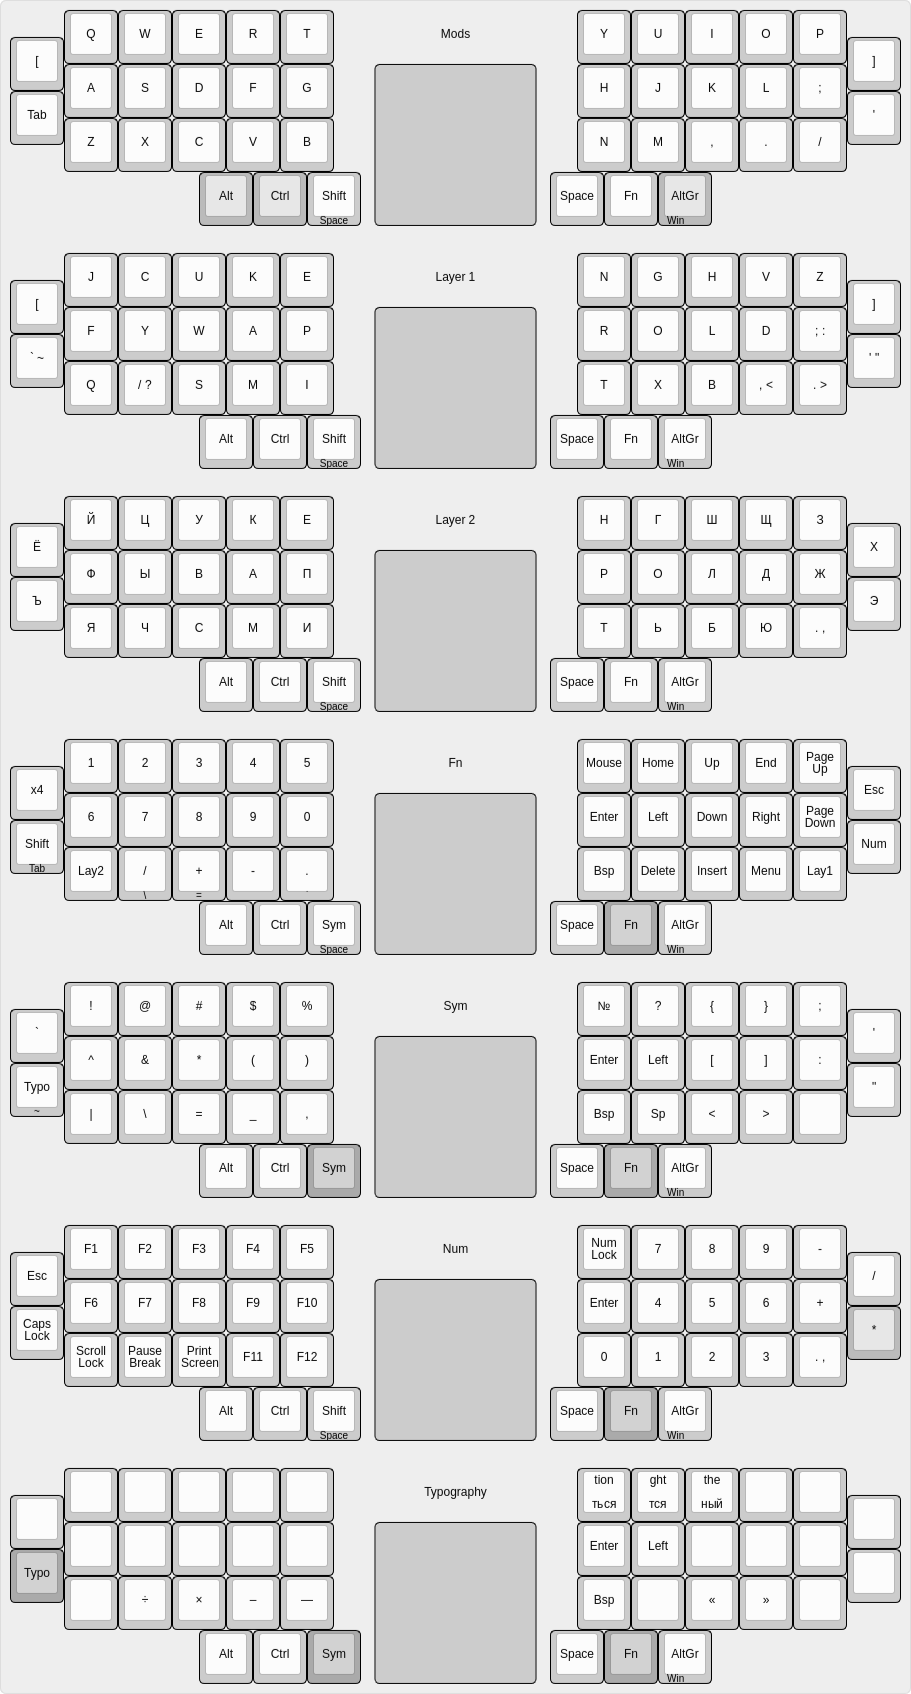 Q W E R T Mods Y U I O P
[ ]
A S D F G H J K L ;
Tab '
Z X C V B N M , . /
Alt Ctrl Shift Space Fn AltGr
Space Win
J C U K E Layer 1 N G H V Z
[ ]
F Y W A P R O L D ; :
` ~ ' "
Q / ? S M I T X B , < . >
Alt Ctrl Shift Space Fn AltGr
Space Win
Й Ц У К Е Layer 2 Н Г Ш Щ З
Ё Х
Ф Ы В А П Р О Л Д Ж
Ъ Э
Я Ч С М И Т Ь Б Ю . ,
Alt Ctrl Shift Space Fn AltGr
Space Win
1 2 3 4 5 Fn Mouse Home Up End Page Up
x4 Esc
6 7 8 9 0 Enter Left Down Right Page Down
Shift Num
Tab
Lay2 / + - . Bsp Delete Insert Menu Lay1
\ =
Alt Ctrl Sym Space Fn AltGr
Space Win
! @ # $ % Sym № ? { } ;
` '
^ & * ( ) Enter Left [ ] :
Typo "
~
| \ = _ , Bsp Sp < >
Alt Ctrl Sym Space Fn AltGr
Win
F1 F2 F3 F4 F5 Num Num Lock 7 8 9 -
Esc /
F6 F7 F8 F9 F10 Enter 4 5 6 +
Caps Lock *
Scroll Lock Pause Break Print Screen F11 F12 0 1 2 3 . ,
Alt Ctrl Shift Space Fn AltGr
Space Win
Typography tion ght the
ться тся ный
Enter Left
Typo
÷ × – — Bsp « »
Alt Ctrl Sym Space Fn AltGr
Win